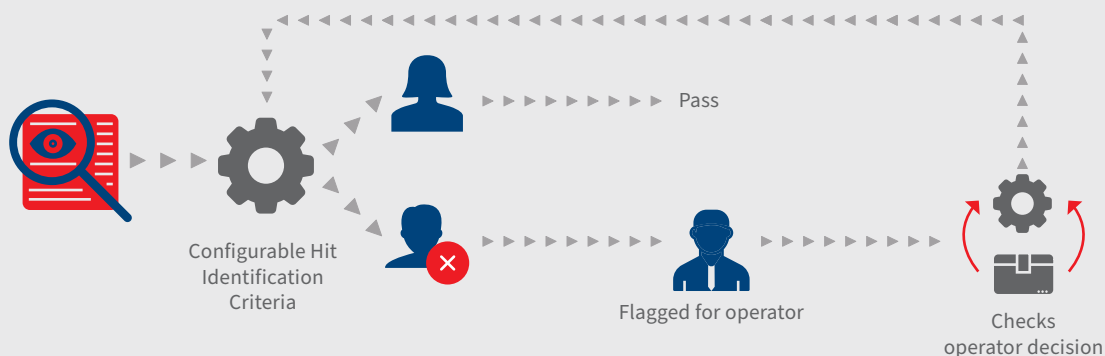 Pass
Configurable Hit
Identification
Criteria
Flagged for operator
Checks
operator decision